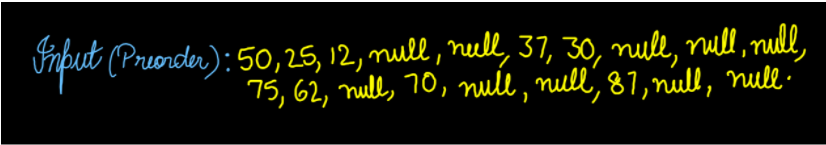 Input (Preorder): 50, 25, 12, null, null, 37, 30, null, null, null,
75, 62, null, 70, null, null, 87, null, null.